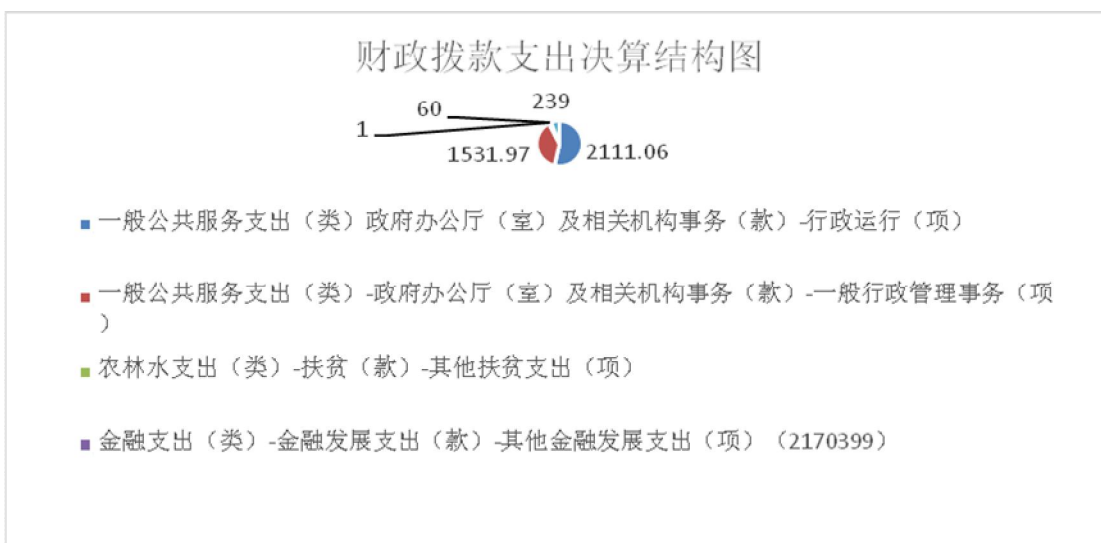 财政拨款支出决算结构图
239
60
1
1531.97
2111.06
一般公共服务支出（类）政府办公厅（室）及相关机构事务（款）-行政运行（项）
一般公共服务支出（类）-政府办公厅（室）及相关机构事务（款）-一般行政管理事务（项
）
农林水支出（类）-扶贫（款）-其他扶贫支出（项）
金融支出（类）-金融发展支出（款）-其他金融发展支出（项）（2170399）